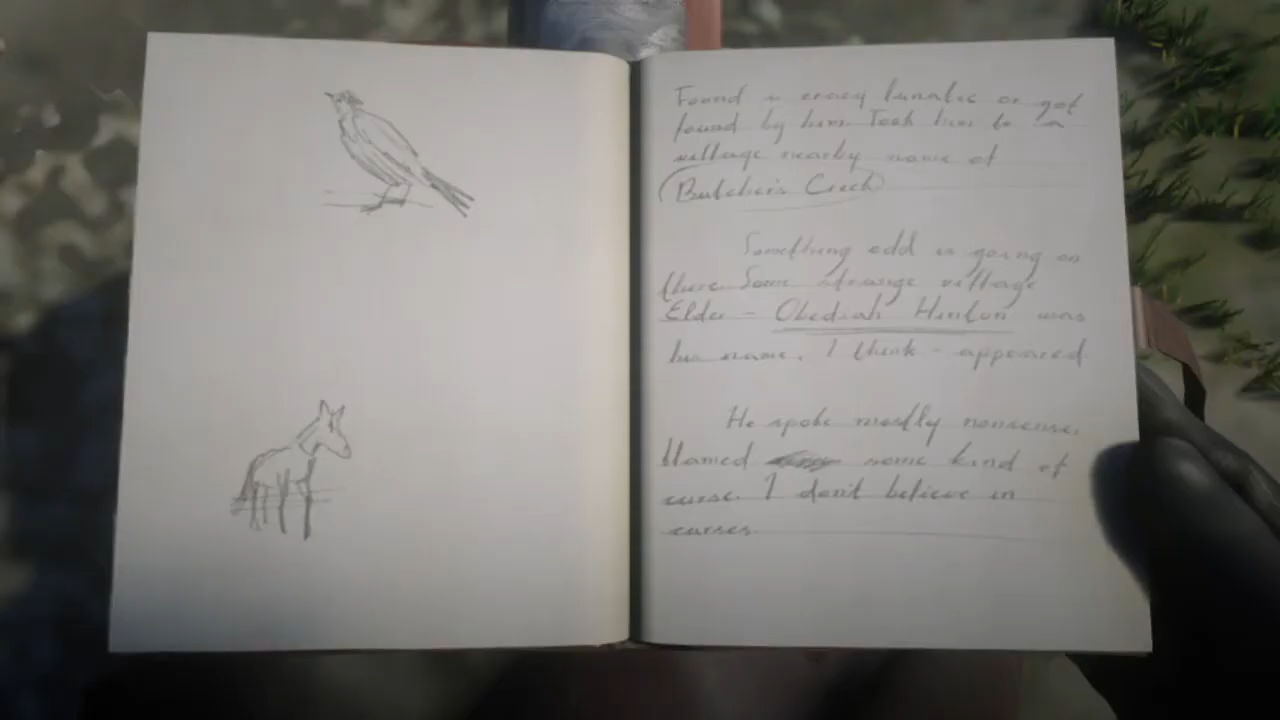 Found a crazy lunatic or got
found by him. Took him to a
village nearby name of
Butcher's Creek
Something odd is going on
there. Some strange village
Elder - Obediah Hinton was
his name, I think - appeared
He spoke mostly nonsense,
blamed some kind of
curse. I don't believe in
curses.